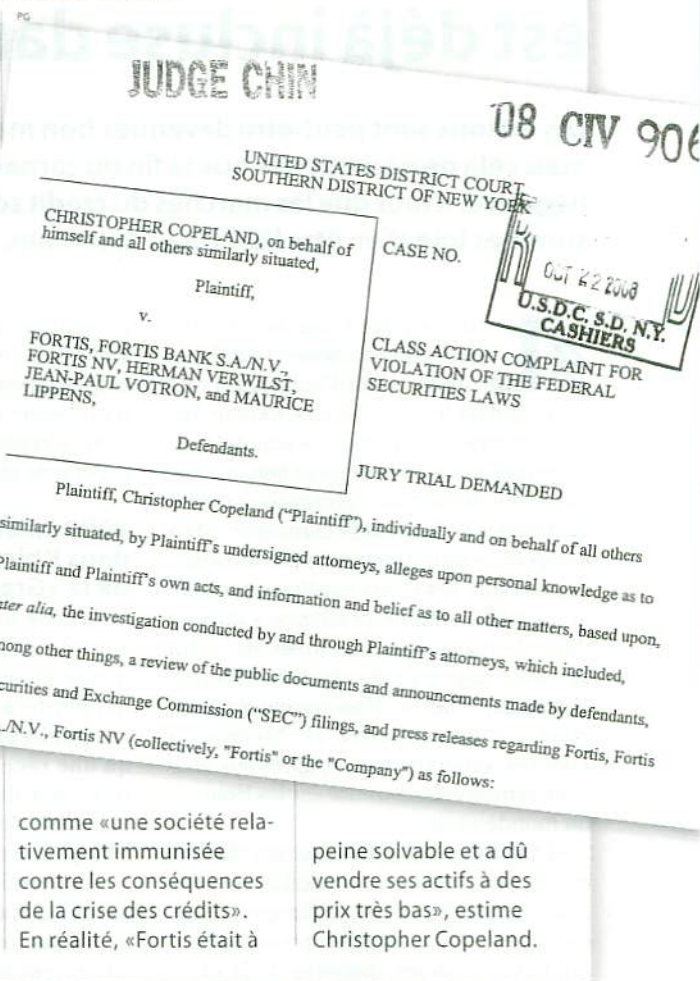 PG
JUDGE CHIN
08 CIV 906
UNITED STATES DISTRICT COURT
SOUTHERN DISTRICT OF NEW YORK
CHRISTOPHER COPELAND, on behalf of
himself and all others similarly situated,
Plaintiff,
v.
FORTIS, FORTIS BANK S.A./N.V.,
FORTIS NV, HERMAN VERWILST,
JEAN-PAUL VOTRON, and MAURICE
LIPPENS,
Defendants.
CASE NO.
OCT 22 2008
U.S.D.C. S.D. N.Y.
CASHIERS
CLASS ACTION COMPLAINT FOR
VIOLATION OF THE FEDERAL
SECURITIES LAWS
JURY TRIAL DEMANDED
Plaintiff, Christopher Copeland ("Plaintiff"), individually and on behalf of all others
similarly situated, by Plaintiff's undersigned attorneys, alleges upon personal knowledge as to
Plaintiff and Plaintiff's own acts, and information and belief as to all other matters, based upon,
ter alia, the investigation conducted by and through Plaintiff's attorneys, which included,
nong other things, a review of the public documents and announcements made by defendants,
curities and Exchange Commission ("SEC") filings, and press releases regarding Fortis, Fortis
./N.V., Fortis NV (collectively, "Fortis" or the "Company") as follows:
comme «une société rela-
tivement immunisée
contre les conséquences
de la crise des crédits».
En réalité, «Fortis était à
peine solvable et a dû
vendre ses actifs à des
prix très bas», estime
Christopher Copeland.